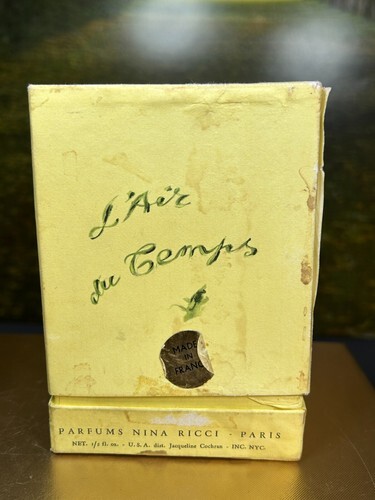 L'Air
du Temps
MADE
IN
FRANCE
PARFUMS NINA RICCI - PARIS
NET. 1/2 fl. oz. - U.S.A. dist. Jacqueline Cochran - INC. NYC.